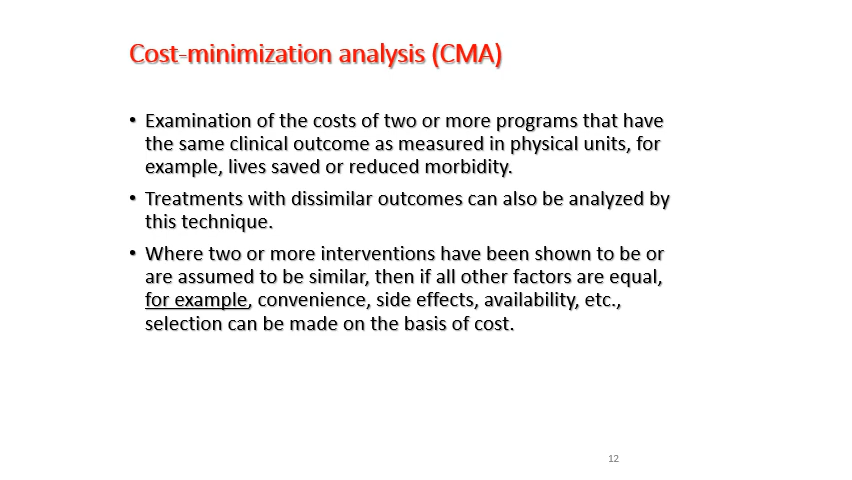 Cost-minimization analysis (CMA)
• Examination of the costs of two or more programs that have
the same clinical outcome as measured in physical units, for
example, lives saved or reduced morbidity.
• Treatments with dissimilar outcomes can also be analyzed by
this technique.
• Where two or more interventions have been shown to be or
are assumed to be similar, then if all other factors are equal,
for example, convenience, side effects, availability, etc.,
selection can be made on the basis of cost.
12